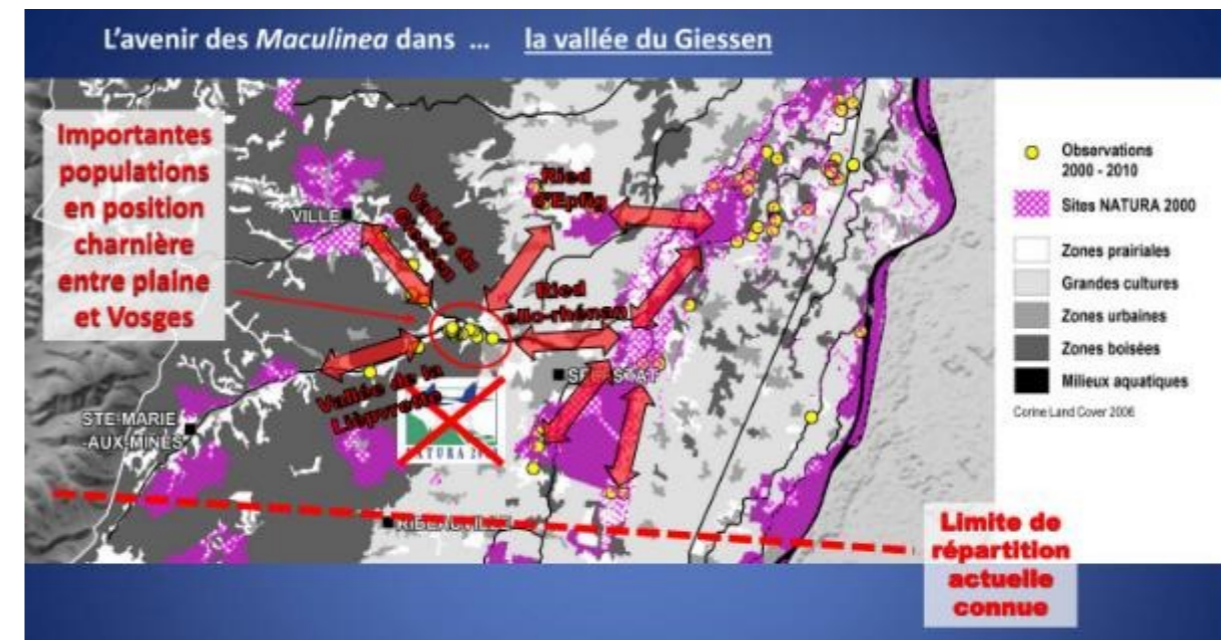 L'avenir des Maculinea dans ... la vallée du Giessen
Importantes
populations
en position
charnière
entre plaine
et Vosges
VILLE
Vallée du
Giessen
Ried
d'Epfig
Ried
ello-rhénan
Vallée de la
Lièpvrette
STE-MARIE
-AUX-MINES
Observations
2000 - 2010
Sites NATURA 2000
Zones prairiales
Grandes cultures
Zones urbaines
Zones boisées
Milieux aquatiques
Corine Land Cover 2006
Limite de
répartition
actuelle
connue